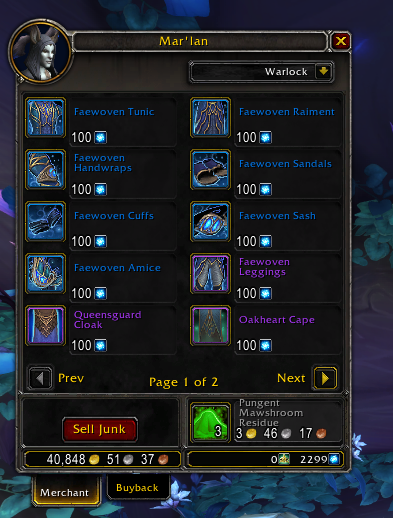 Mar'lan
Warlock
Faewoven Tunic
100
Faewoven Raiment
100
Faewoven
Handwraps
100
Faewoven Sandals
100
Faewoven Cuffs
100
Faewoven Sash
100
Faewoven Amice
100
Faewoven
Leggings
100
Queensguard
Cloak
100
Oakheart Cape
100
Prev
Page 1 of 2
Next
Sell Junk
3
Pungent
Mawshroom
Residue
3 46 17
40,848 51 37
0 2299
Merchant
Buyback